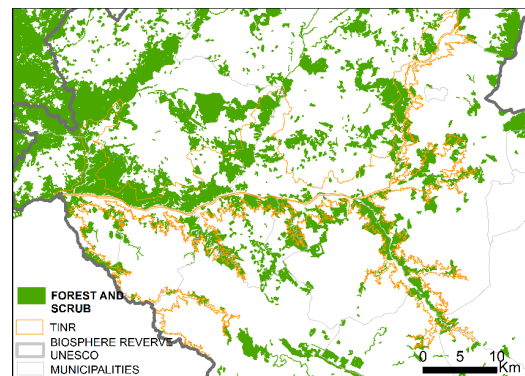 FOREST AND
SCRUB
TINR
BIOSPHERE REVERVE
UNESCO
MUNICIPALITIES
0 5 10
Km